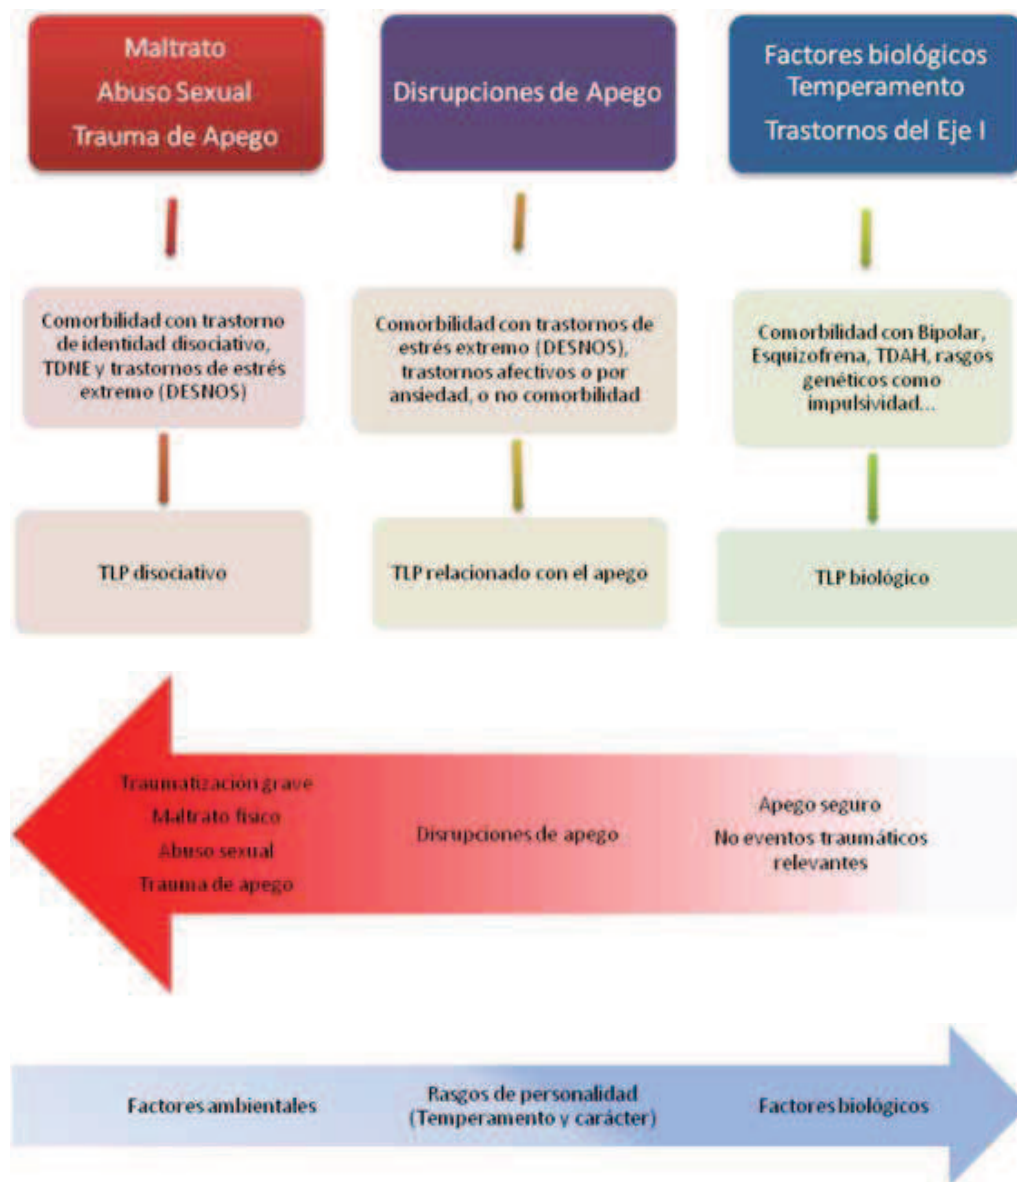 Maltrato
Abuso Sexual
Trauma de Apego
Disrupciones de Apego
Factores biológicos
Temperamento
Trastornos del Eje I
Comorbilidad con trastorno
de identidad disociativo,
TDNE y trastornos de estrés
extremo (DESNOS)
Comorbilidad con trastornos de
estrés extremo (DESNOS),
trastornos afectivos o por
ansiedad, o no comorbilidad
Comorbilidad con Bipolar,
Esquizofrena, TDAH, rasgos
genéticos como
impulsividad...
TLP disociativo
TLP relacionado con el apego
TLP biológico
Traumatización grave
Maltrato físico
Abuso sexual
Trauma de apego
Disrupciones de apego
Apego seguro
No eventos traumáticos
relevantes
Factores ambientales
Rasgos de personalidad
(Temperamento y carácter)
Factores biológicos